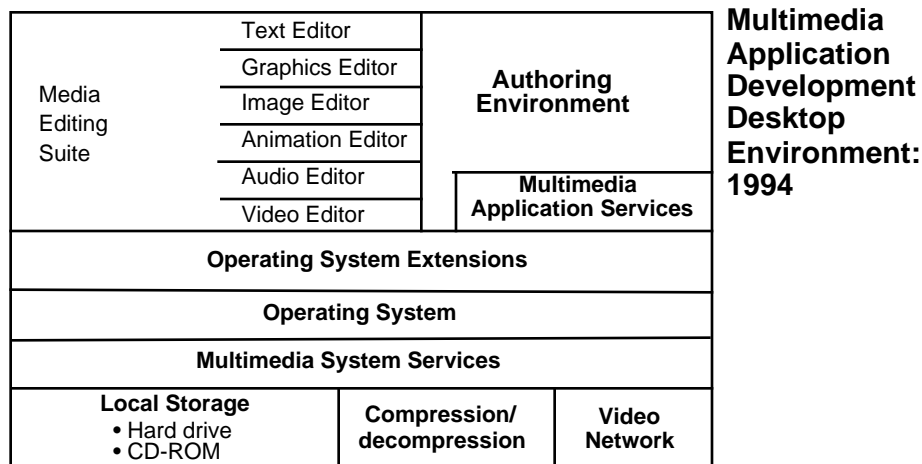 Multimedia
Application
Development
Desktop
Environment:
1994
Media
Editing
Suite
Text Editor
Graphics Editor
Image Editor
Animation Editor
Audio Editor
Video Editor
Authoring
Environment
Multimedia
Application Services
Operating System Extensions
Operating System
Multimedia System Services
Local Storage
• Hard drive
• CD-ROM
Compression/
decompression
Video
Network